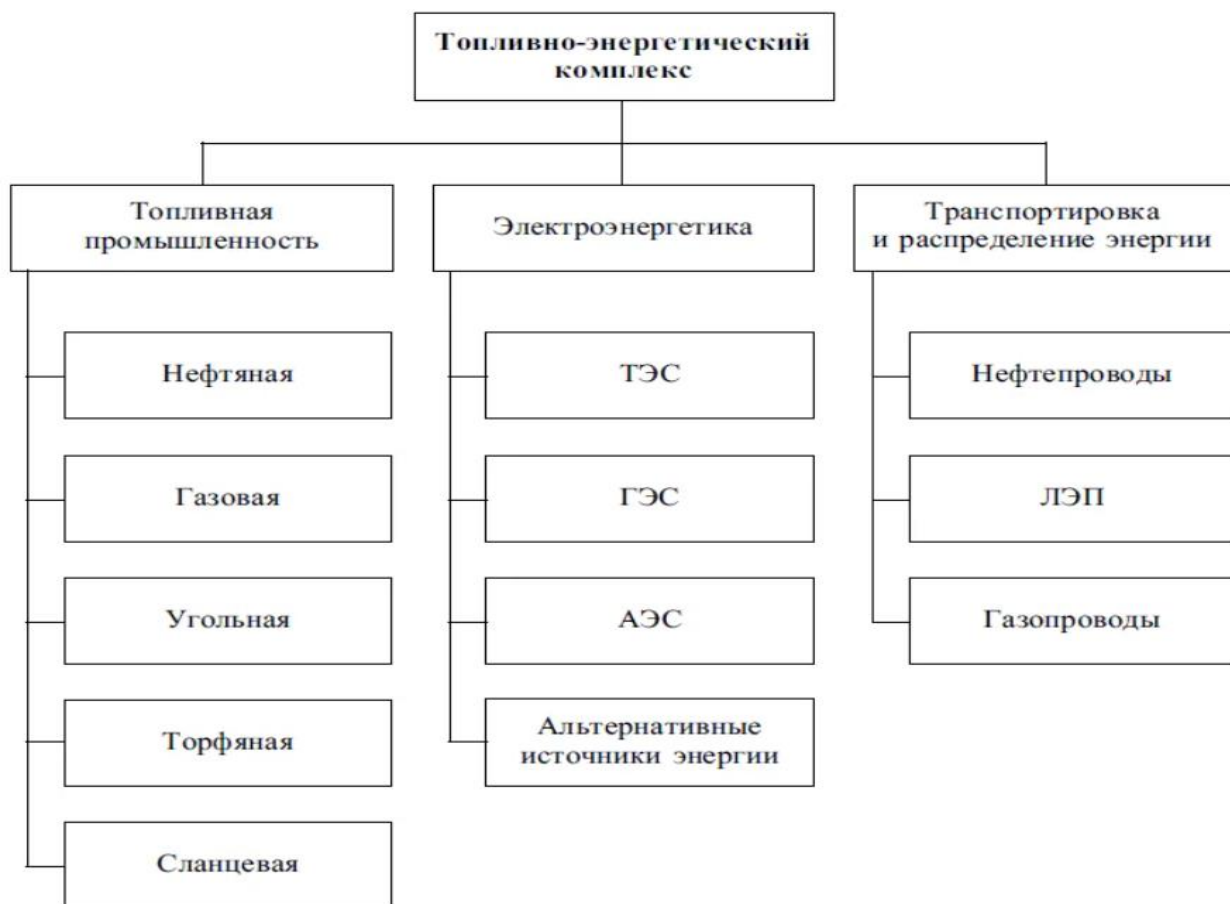 Топливно-энергетический
комплекс
Топливная
промышленность
Электроэнергетика
Транспортировка
и распределение энергии
Нефтяная
ТЭС
Нефтепроводы
Газовая
ГЭС
ЛЭП
Угольная
АЭС
Газопроводы
Торфяная
Альтернативные
источники энергии
Сланцевая